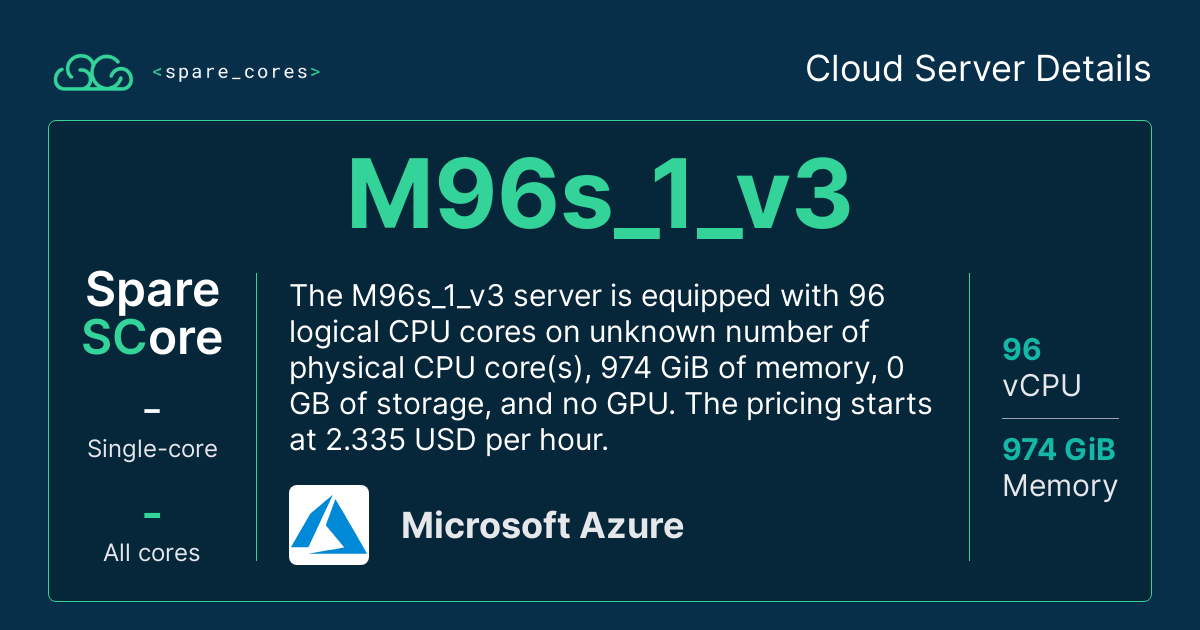 <spare_cores>
Cloud Server Details
M96s_1_v3
Spare
SCore
–
Single-core
–
All cores
The M96s_1_v3 server is equipped with 96
logical CPU cores on unknown number of
physical CPU core(s), 974 GiB of memory, 0
GB of storage, and no GPU. The pricing starts
at 2.335 USD per hour.
Microsoft Azure
96
vCPU
974 GiB
Memory